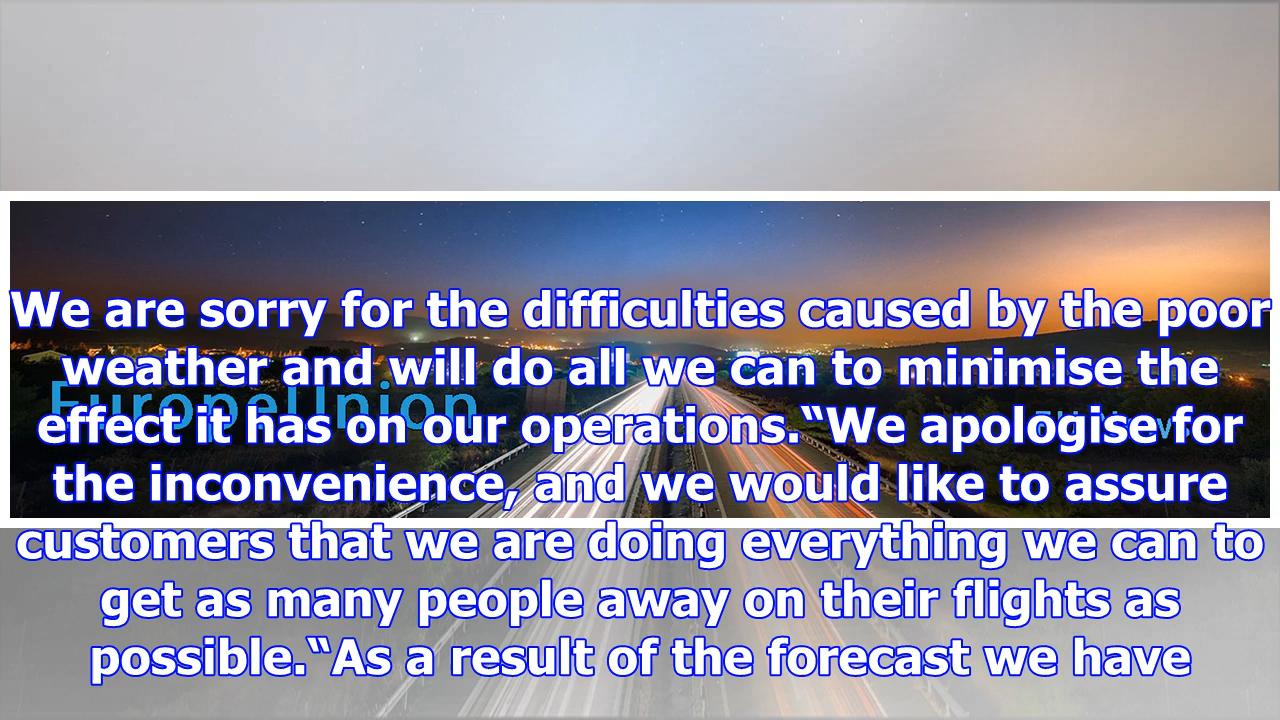 We are sorry for the difficulties caused by the poor
weather and will do all we can to minimise the
EuropeUnion
effect it has on our operations.“We apologise for
the inconvenience, and we would like to assure
customers that we are doing everything we can to
get as many people away on their flights as
possible.“As a result of the forecast we have